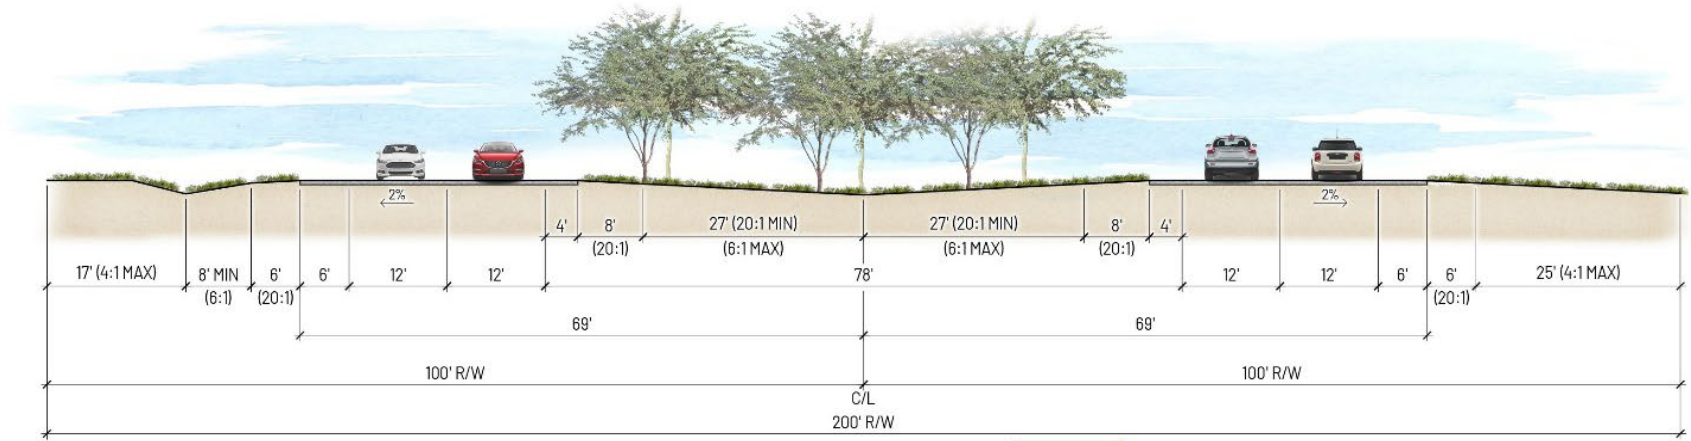 2%
2%
4'
8'
27' (20:1 MIN)
27' (20:1 MIN)
8'
4'
(20:1)
(6:1 MAX)
(6:1 MAX)
(20:1)
17' (4:1 MAX)
8' MIN
6'
6'
12'
12'
78'
12'
12'
6'
6'
25' (4:1 MAX)
(6:1)
(20:1)
(20:1)
69'
69'
100' R/W
100' R/W
C/L
200' R/W